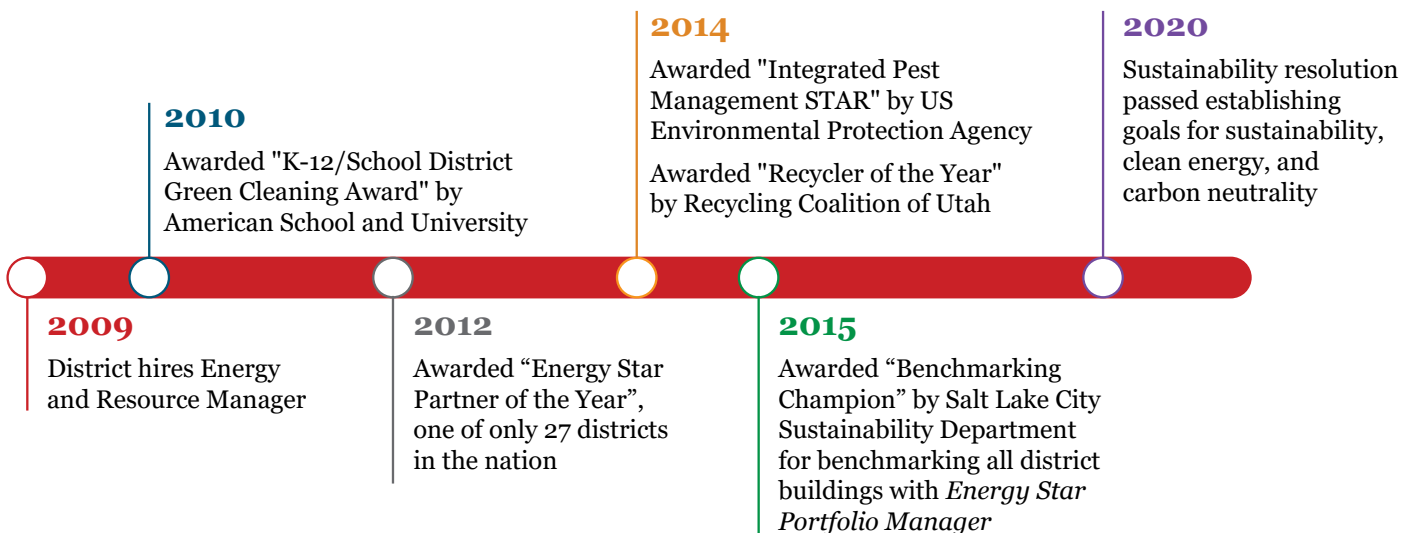 2009
District hires Energy
and Resource Manager
2010
Awarded "K-12/School District
Green Cleaning Award" by
American School and University
2012
Awarded “Energy Star
Partner of the Year”,
one of only 27 districts
in the nation
2014
Awarded "Integrated Pest
Management STAR" by US
Environmental Protection Agency
Awarded "Recycler of the Year"
by Recycling Coalition of Utah
2015
Awarded “Benchmarking
Champion” by Salt Lake City
Sustainability Department
for benchmarking all district
buildings with Energy Star
Portfolio Manager
2020
Sustainability resolution
passed establishing
goals for sustainability,
clean energy, and
carbon neutrality